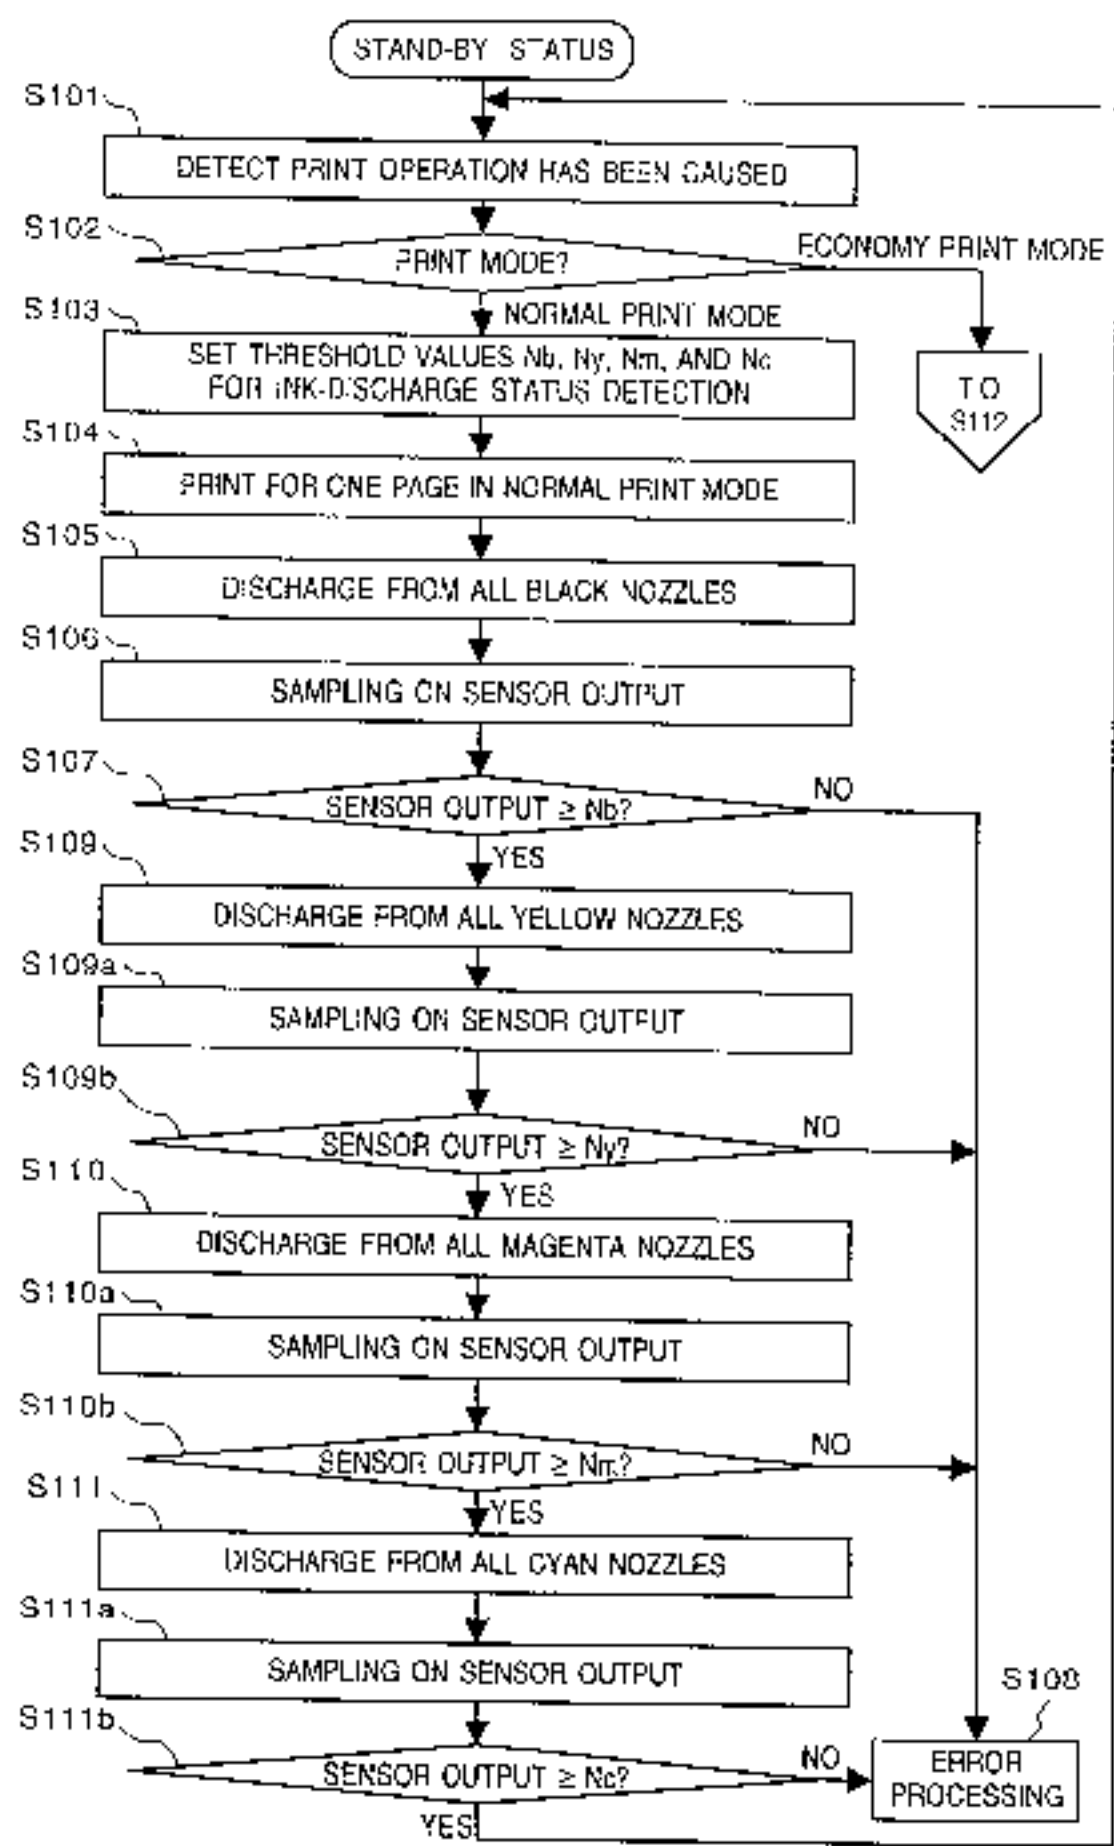 STAND-BY STATUS
S101
DETECT PRINT OPERATION HAS BEEN CAUSED
S102
PRINT MODE?
ECONOMY PRINT MODE
S103
NORMAL PRINT MODE
SET THRESHOLD VALUES Nb, Ny, Nm, AND Nc
FOR INK-DISCHARGE STATUS DETECTION
TO
S112
S104
PRINT FOR ONE PAGE IN NORMAL PRINT MODE
S105
DISCHARGE FROM ALL BLACK NOZZLES
S106
SAMPLING ON SENSOR OUTPUT
S107
SENSOR OUTPUT ≥ Nb?
NO
YES
S109
DISCHARGE FROM ALL YELLOW NOZZLES
S109a
SAMPLING ON SENSOR OUTPUT
S109b
SENSOR OUTPUT ≥ Ny?
NO
YES
S110
DISCHARGE FROM ALL MAGENTA NOZZLES
S110a
SAMPLING ON SENSOR OUTPUT
S110b
SENSOR OUTPUT ≥ Nm?
NO
YES
S111
DISCHARGE FROM ALL CYAN NOZZLES
S111a
SAMPLING ON SENSOR OUTPUT
S111b
SENSOR OUTPUT ≥ Nc?
NO
YES
S108
ERROR
PROCESSING